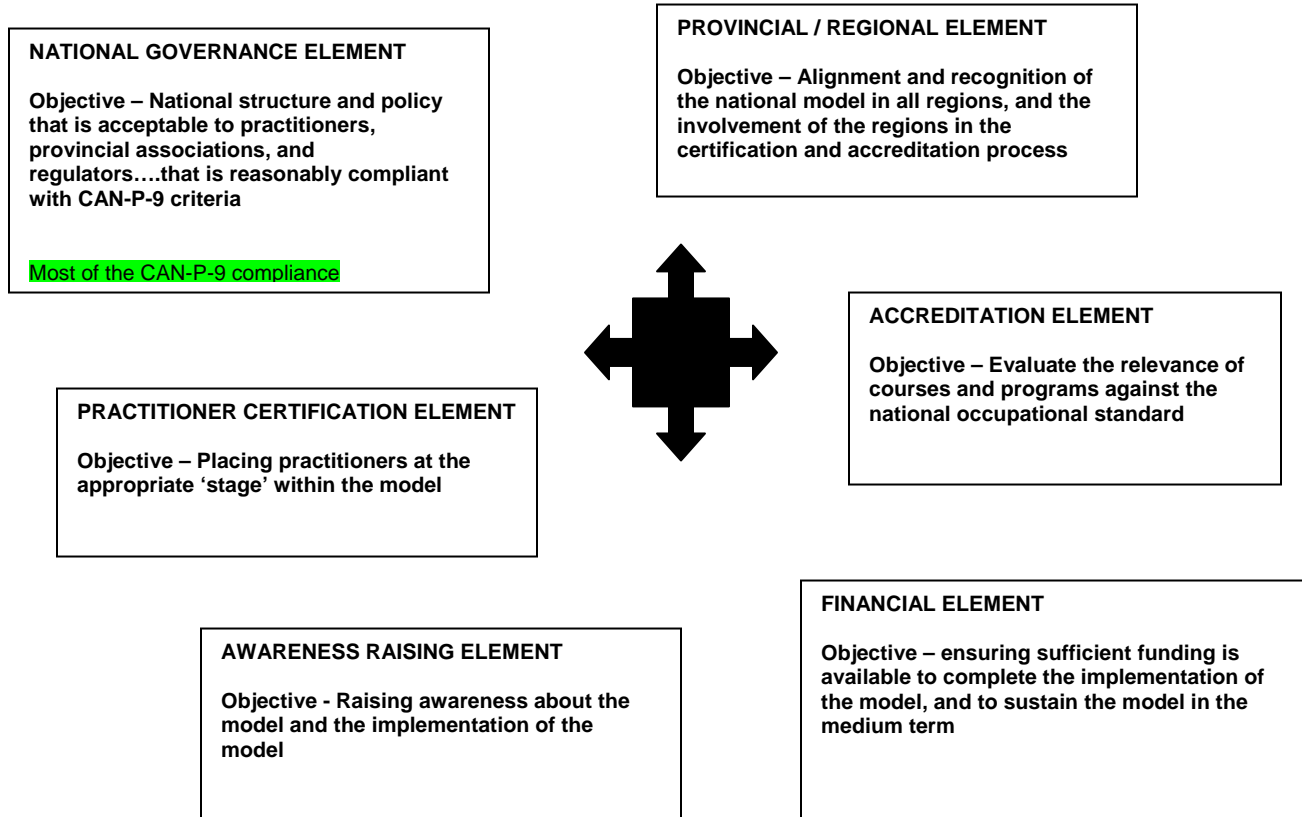 NATIONAL GOVERNANCE ELEMENT
Objective – National structure and policy
that is acceptable to practitioners,
provincial associations, and
regulators….that is reasonably compliant
with CAN-P-9 criteria
Most of the CAN-P-9 compliance
PROVINCIAL / REGIONAL ELEMENT
Objective – Alignment and recognition of
the national model in all regions, and the
involvement of the regions in the
certification and accreditation process
ACCREDITATION ELEMENT
Objective – Evaluate the relevance of
courses and programs against the
national occupational standard
PRACTITIONER CERTIFICATION ELEMENT
Objective – Placing practitioners at the
appropriate ‘stage’ within the model
FINANCIAL ELEMENT
Objective – ensuring sufficient funding is
available to complete the implementation of
the model, and to sustain the model in the
medium term
AWARENESS RAISING ELEMENT
Objective - Raising awareness about the
model and the implementation of the
model